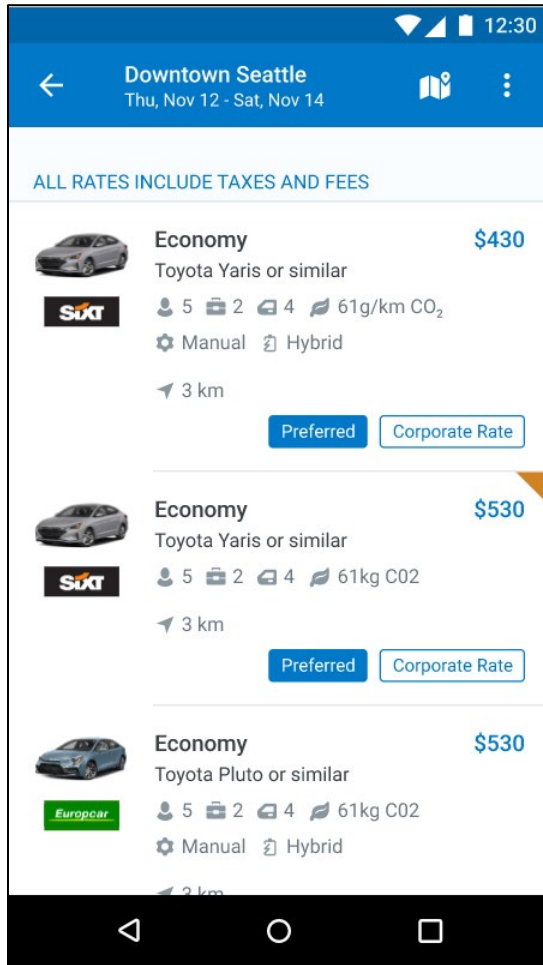 12:30
Downtown Seattle
Thu, Nov 12 - Sat, Nov 14
ALL RATES INCLUDE TAXES AND FEES
Economy $430
Toyota Yaris or similar
SIXT
5 2 4 61g/km CO₂
Manual Hybrid
3 km
Preferred Corporate Rate
Economy $530
Toyota Yaris or similar
SIXT
5 2 4 61kg C02
3 km
Preferred Corporate Rate
Economy $530
Toyota Pluto or similar
Europcar
5 2 4 61kg C02
Manual Hybrid
3 km